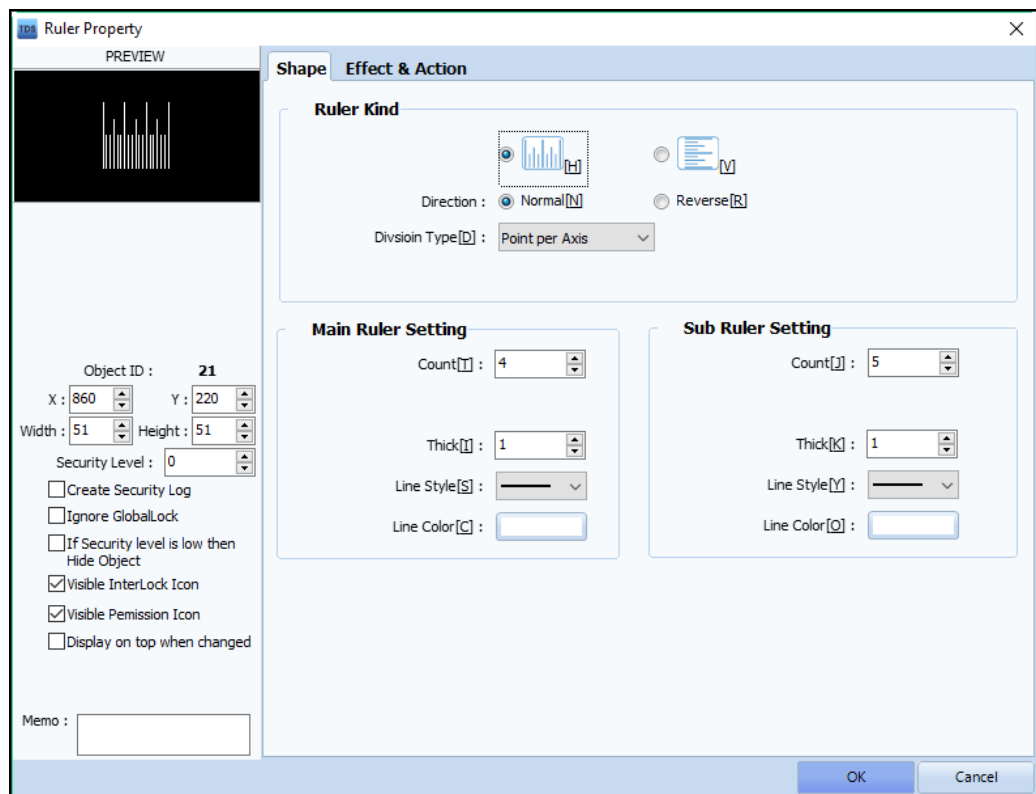 TDS Ruler Property
PREVIEW
Shape Effect & Action
Ruler Kind
[H] [V]
Direction : Normal[N] Reverse[R]
Divsioin Type[D] : Point per Axis
Main Ruler Setting Sub Ruler Setting
Count[T] : 4 Count[J] : 5
Thick[I] : 1 Thick[K] : 1
Line Style[S] : Line Style[Y] :
Line Color[C] : Line Color[O] :
Object ID : 21
X : 860 Y : 220
Width : 51 Height : 51
Security Level : 0
Create Security Log
Ignore GlobalLock
If Security level is low then
Hide Object
Visible InterLock Icon
Visible Pemission Icon
Display on top when changed
Memo :
OK Cancel